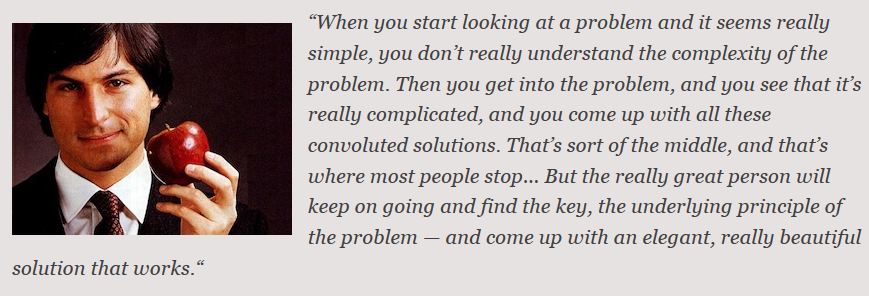 “When you start looking at a problem and it seems really
simple, you don’t really understand the complexity of the
problem. Then you get into the problem, and you see that it’s
really complicated, and you come up with all these
convoluted solutions. That’s sort of the middle, and that’s
where most people stop… But the really great person will
keep on going and find the key, the underlying principle of
the problem — and come up with an elegant, really beautiful
solution that works.“